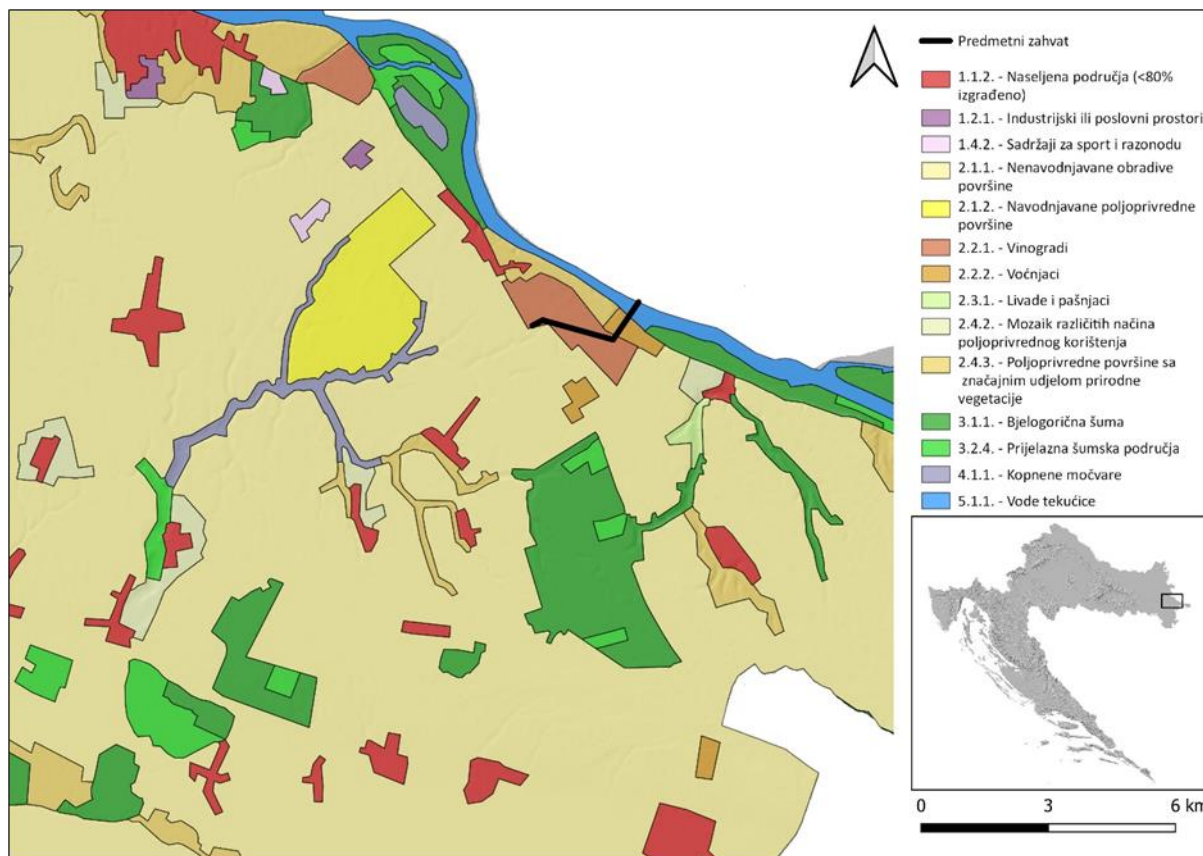 Predmetni zahvat
1.1.2. - Naseljena područja (<80%
izgrađeno)
1.2.1. - Industrijski ili poslovni prostori
1.4.2. - Sadržaji za sport i razonodu
2.1.1. - Nenavodnjavane obradive
površine
2.1.2. - Navodnjavane poljoprivredne
površine
2.2.1. - Vinogradi
2.2.2. - Voćnjaci
2.3.1. - Livade i pašnjaci
2.4.2. - Mozaik različitih načina
poljoprivrednog korištenja
2.4.3. - Poljoprivredne površine sa
značajnim udjelom prirodne
vegetacije
3.1.1. - Bjelogorična šuma
3.2.4. - Prijelazna šumska područja
4.1.1. - Kopnene močvare
5.1.1. - Vode tekućice
0 3 6 km